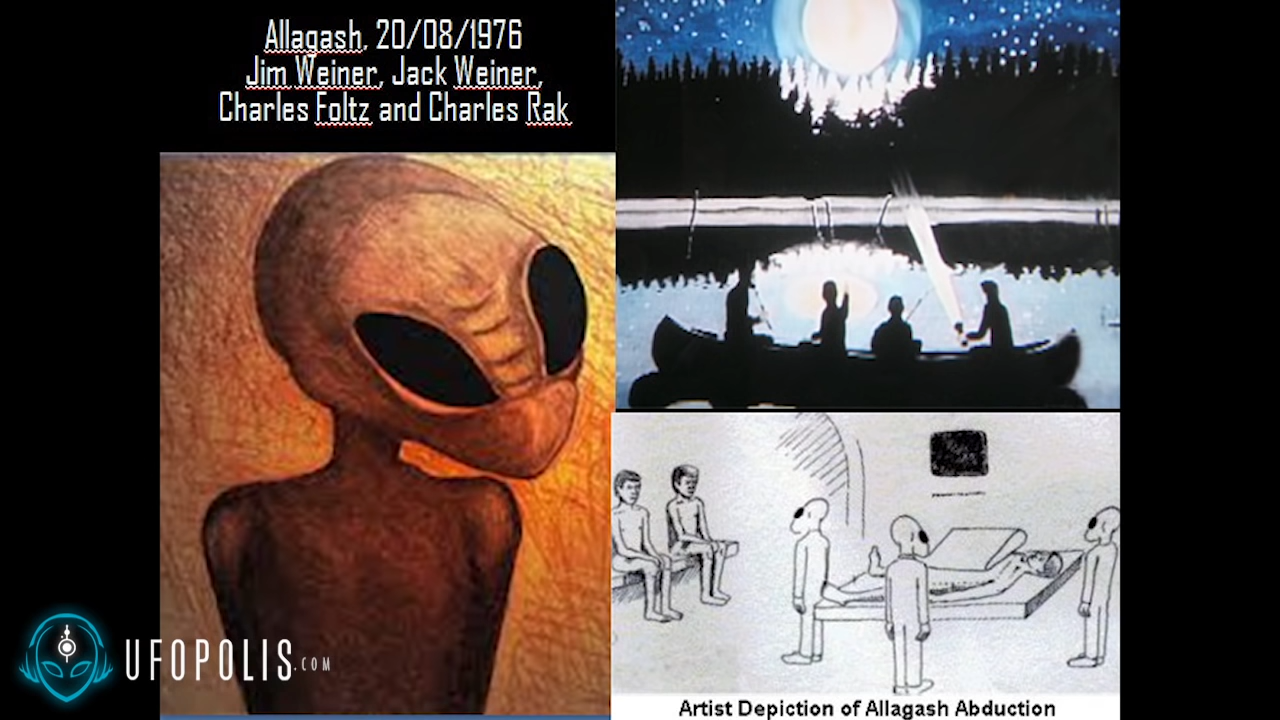 Allagash, 20/08/1976
Jim Weiner, Jack Weiner,
Charles Foltz and Charles Rak
UFOPOLIS.COM
Artist Depiction of Allagash Abduction